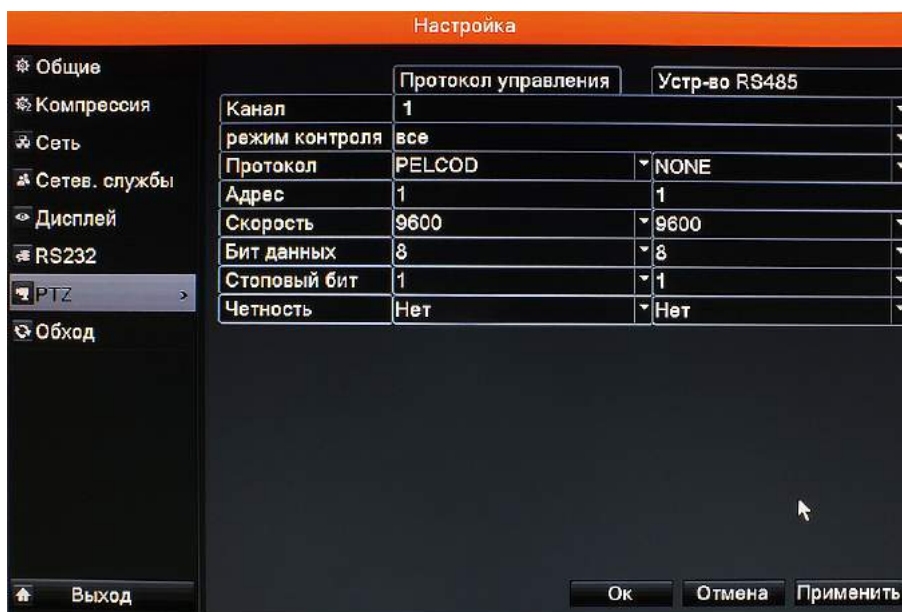 Настройка
Общие
Компрессия
Сеть
Сетев. службы
Дисплей
RS232
PTZ
Обход
Выход
Протокол управления Устр-во RS485
Канал 1
режим контроля все
Протокол PELCOD NONE
Адрес 1 1
Скорость 9600 9600
Бит данных 8 8
Стоповый бит 1 1
Четность Нет Нет
Ок Отмена Применить